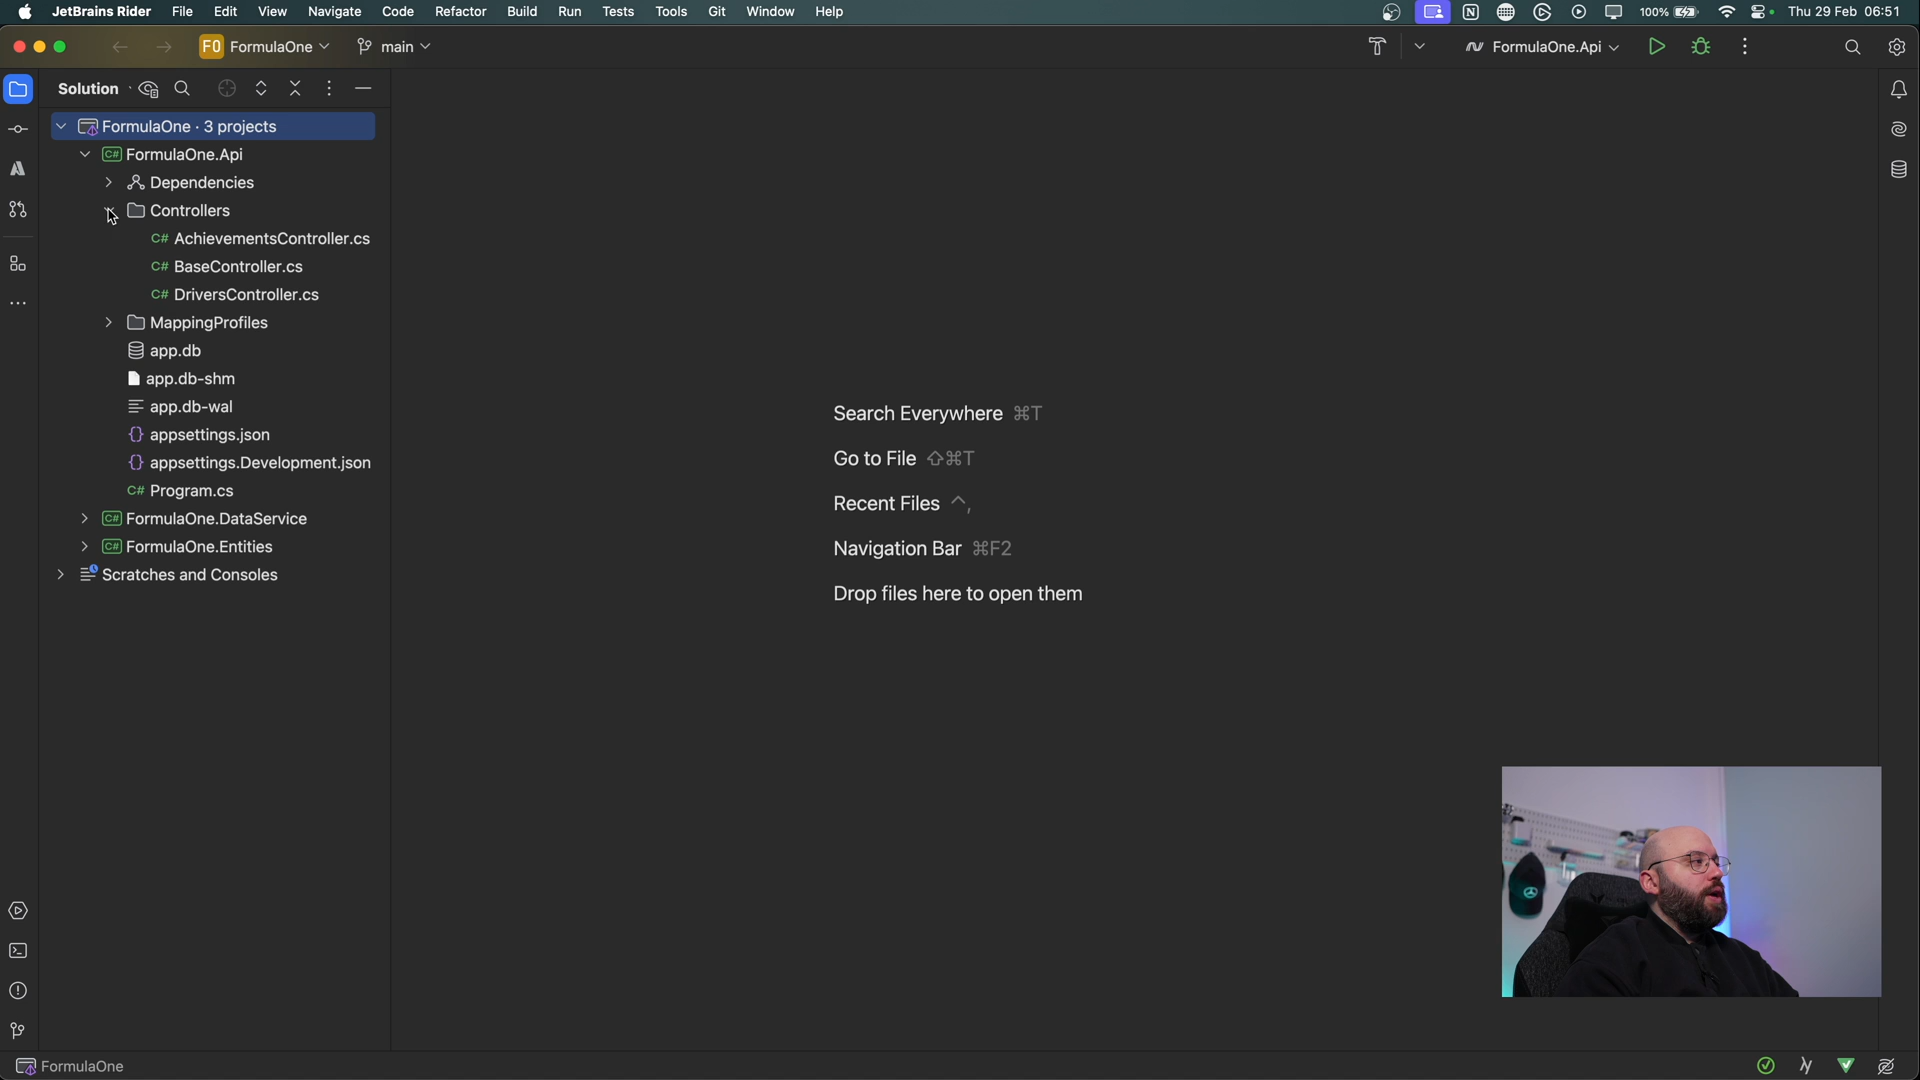 JetBrains Rider File Edit View Navigate Code Refactor Build Run Tests Tools Git Window Help 100% Thu 29 Feb 06:51
FO FormulaOne main FormulaOne.Api
Solution
FormulaOne · 3 projects
C# FormulaOne.Api
Dependencies
Controllers
C# AchievementsController.cs
C# BaseController.cs
C# DriversController.cs
MappingProfiles
app.db
app.db-shm
app.db-wal
{} appsettings.json
{} appsettings.Development.json
C# Program.cs
C# FormulaOne.DataService
C# FormulaOne.Entities
Scratches and Consoles
Search Everywhere ⌘T
Go to File ⇧⌘T
Recent Files ⌃,
Navigation Bar ⌘F2
Drop files here to open them
FormulaOne